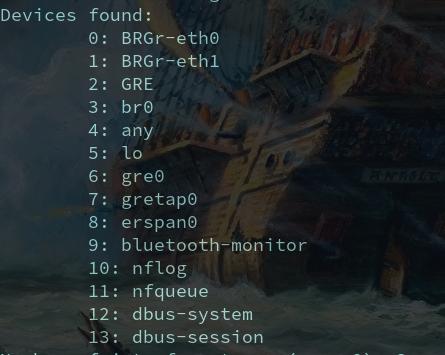 Devices found:
0: BRGr-eth0
1: BRGr-eth1
2: GRE
3: br0
4: any
5: lo
6: gre0
7: gretap0
8: erspan0
9: bluetooth-monitor
10: nflog
11: nfqueue
12: dbus-system
13: dbus-session